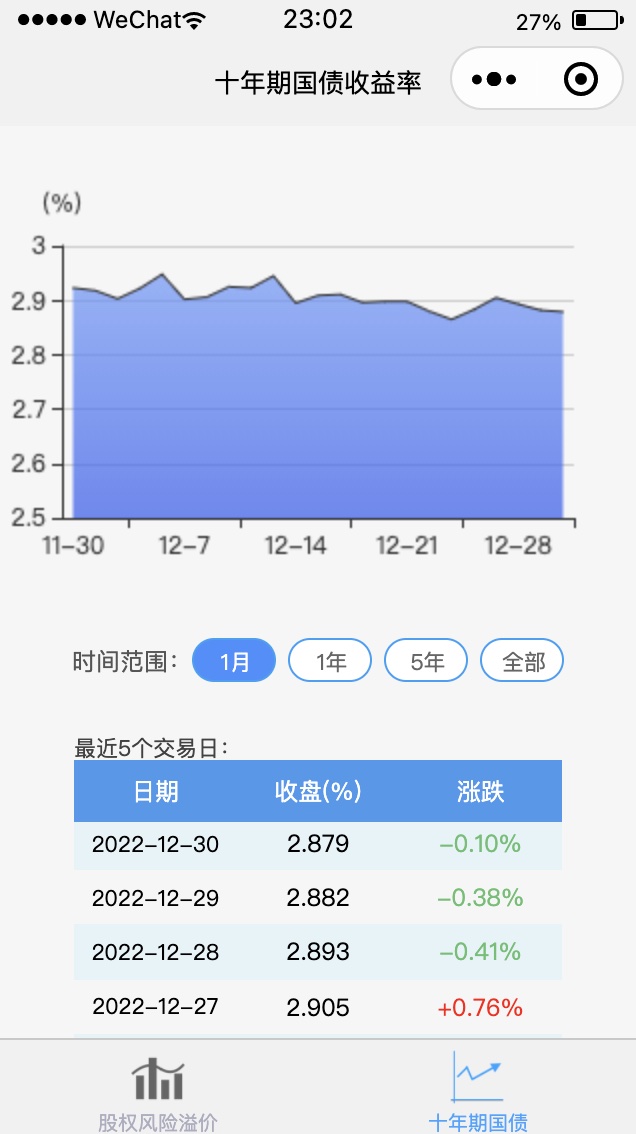 WeChat 23:02 27%
十年期国债收益率
(%)
3
2.9
2.8
2.7
2.6
2.5
11-30 12-7 12-14 12-21 12-28
时间范围: 1月 1年 5年 全部
最近5个交易日:
日期 收盘(%) 涨跌
2022-12-30 2.879 -0.10%
2022-12-29 2.882 -0.38%
2022-12-28 2.893 -0.41%
2022-12-27 2.905 +0.76%
股权风险溢价 十年期国债